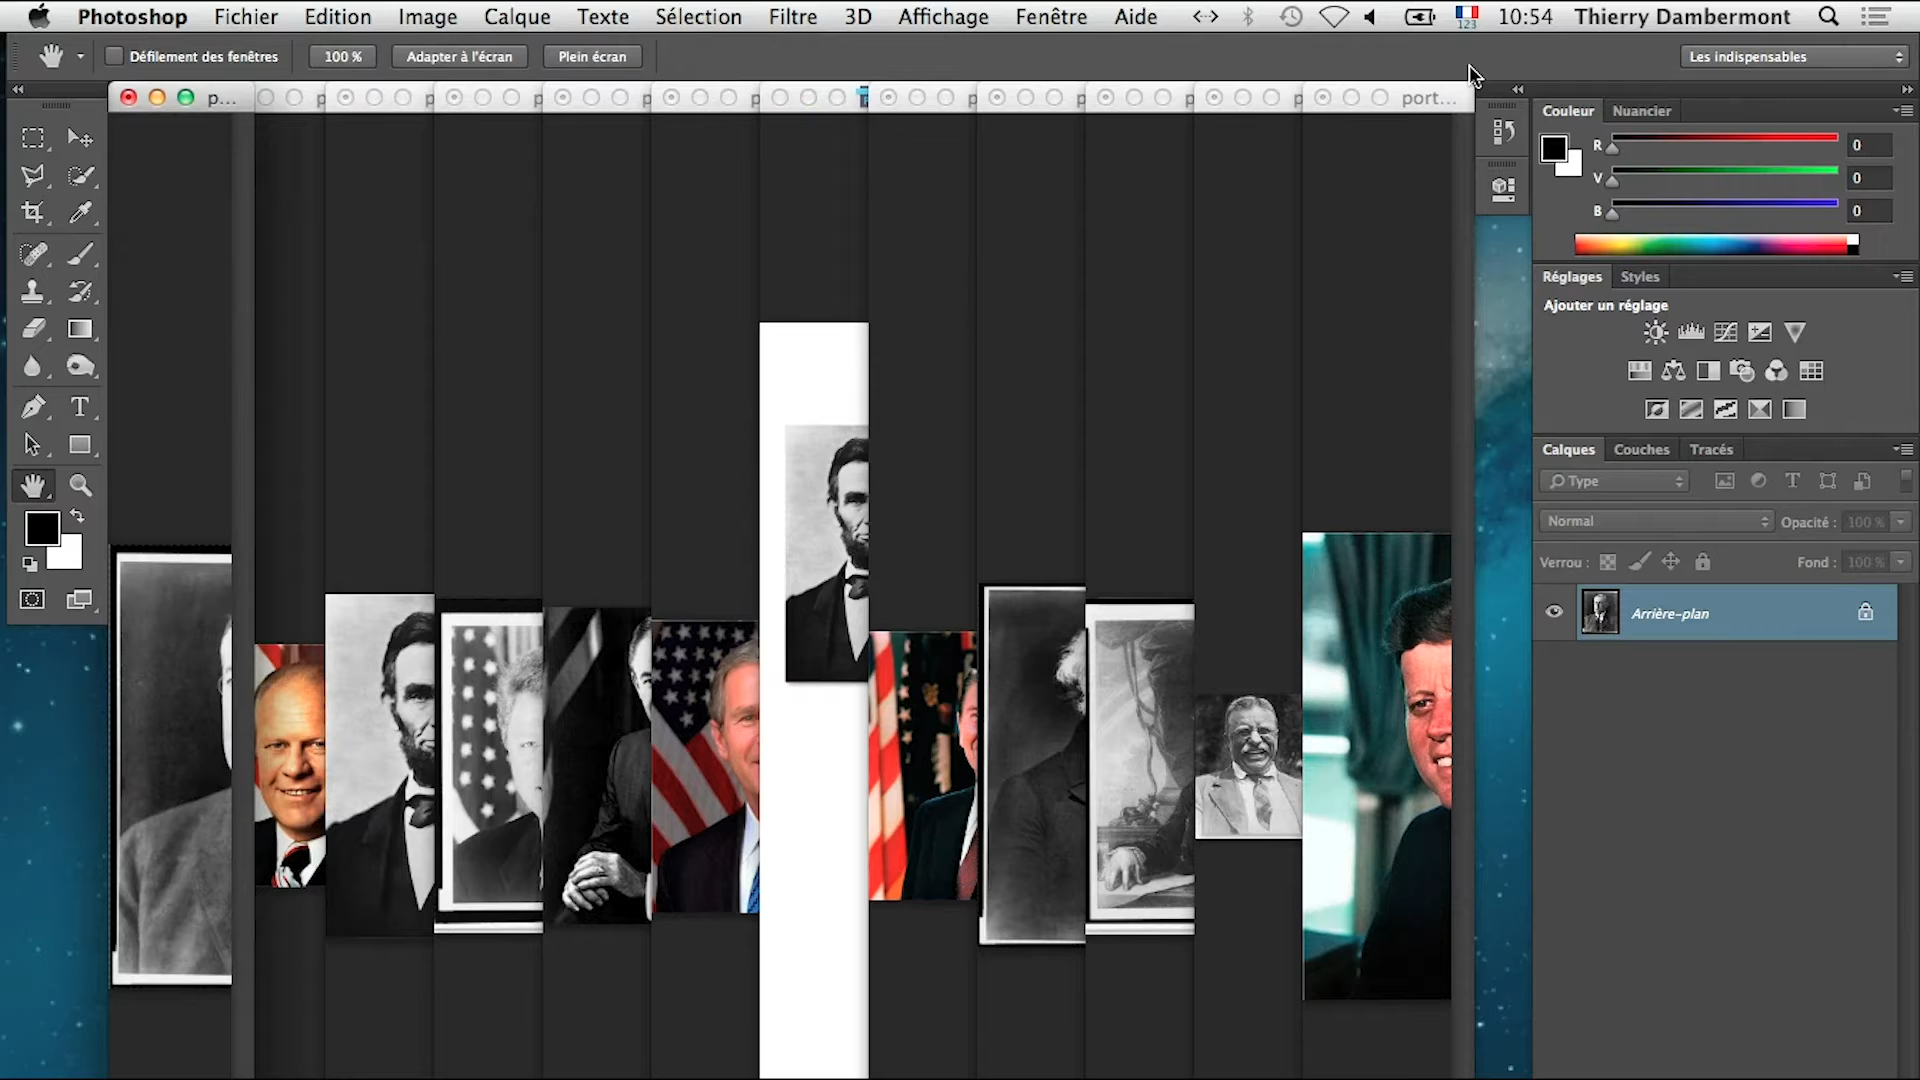 Photoshop Fichier Edition Image Calque Texte Sélection Filtre 3D Affichage Fenêtre Aide 123 10:54 Thierry Dambermont
Défilement des fenêtres 100 % Adapter à l'écran Plein écran Les indispensables
p... port...
Couleur Nuancier
R 0
V 0
B 0
Réglages Styles
Ajouter un réglage
Calques Couches Tracés
Type
Normal Opacité : 100 %
Verrou : Fond : 100 %
Arrière-plan